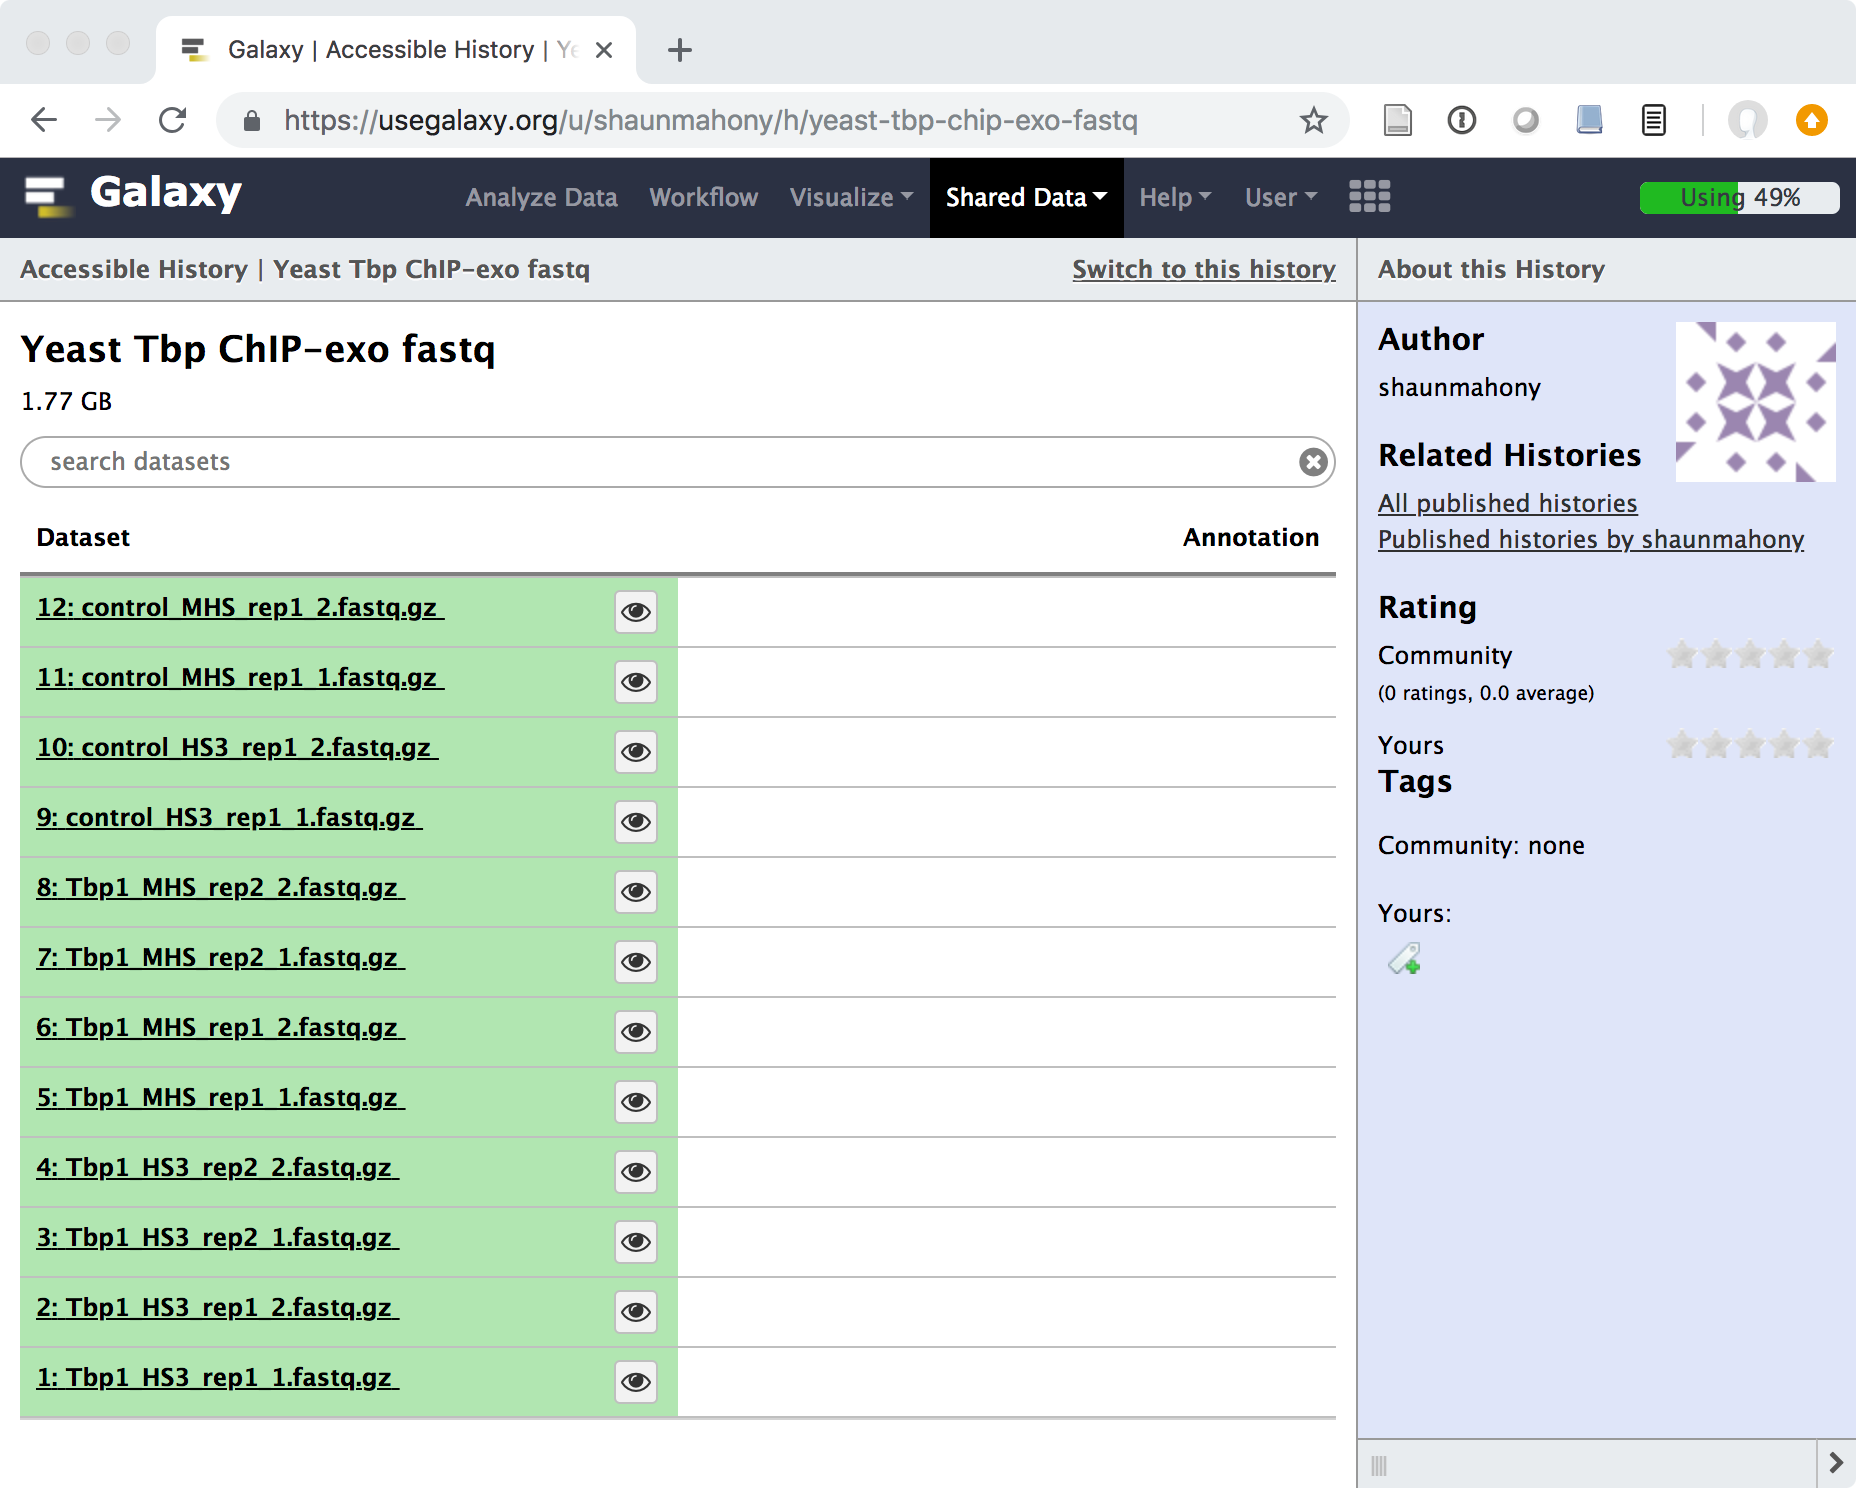 Galaxy | Accessible History | Ye
https://usegalaxy.org/u/shaunmahony/h/yeast-tbp-chip-exo-fastq
Galaxy Analyze Data Workflow Visualize Shared Data Help User Using 49%
Accessible History | Yeast Tbp ChIP-exo fastq Switch to this history
Yeast Tbp ChIP-exo fastq
1.77 GB
search datasets
Dataset Annotation
12: control_MHS_rep1_2.fastq.gz
11: control_MHS_rep1_1.fastq.gz
10: control_HS3_rep1_2.fastq.gz
9: control_HS3_rep1_1.fastq.gz
8: Tbp1_MHS_rep2_2.fastq.gz
7: Tbp1_MHS_rep2_1.fastq.gz
6: Tbp1_MHS_rep1_2.fastq.gz
5: Tbp1_MHS_rep1_1.fastq.gz
4: Tbp1_HS3_rep2_2.fastq.gz
3: Tbp1_HS3_rep2_1.fastq.gz
2: Tbp1_HS3_rep1_2.fastq.gz
1: Tbp1_HS3_rep1_1.fastq.gz
About this History
Author
shaunmahony
Related Histories
All published histories
Published histories by shaunmahony
Rating
Community
(0 ratings, 0.0 average)
Yours
Tags
Community: none
Yours: